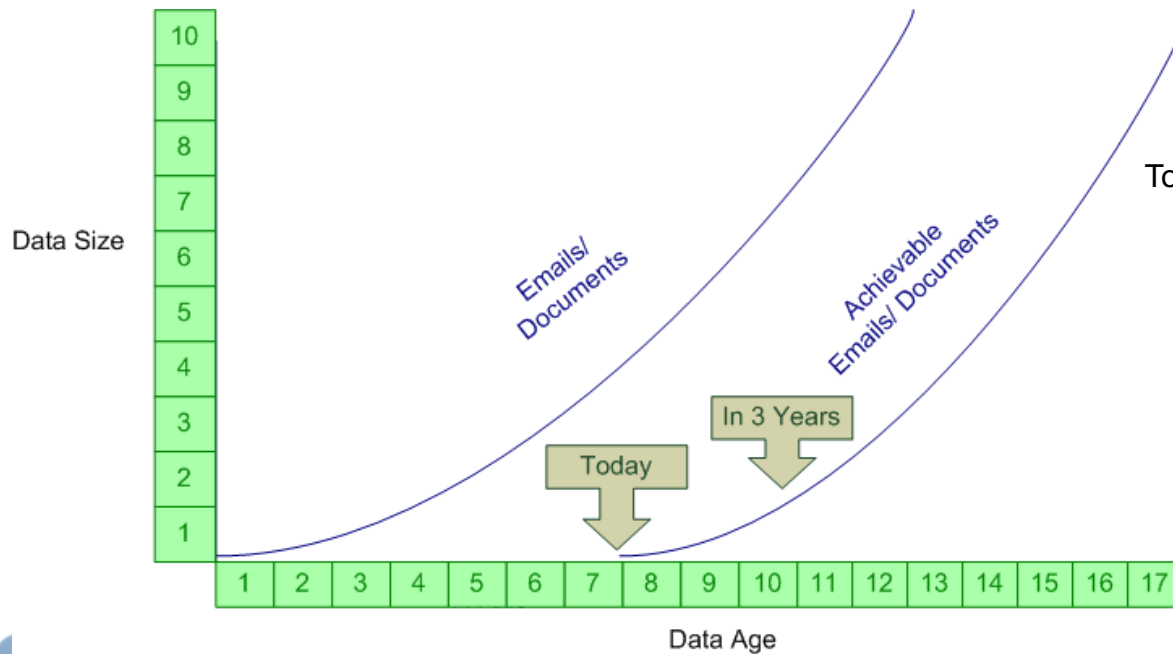 10
9
8
7
6
5
4
3
2
1
Data Size
Emails/
Documents
Achievable
Emails/ Documents
In 3 Years
Today
1 2 3 4 5 6 7 8 9 10 11 12 13 14 15 16 17
Data Age